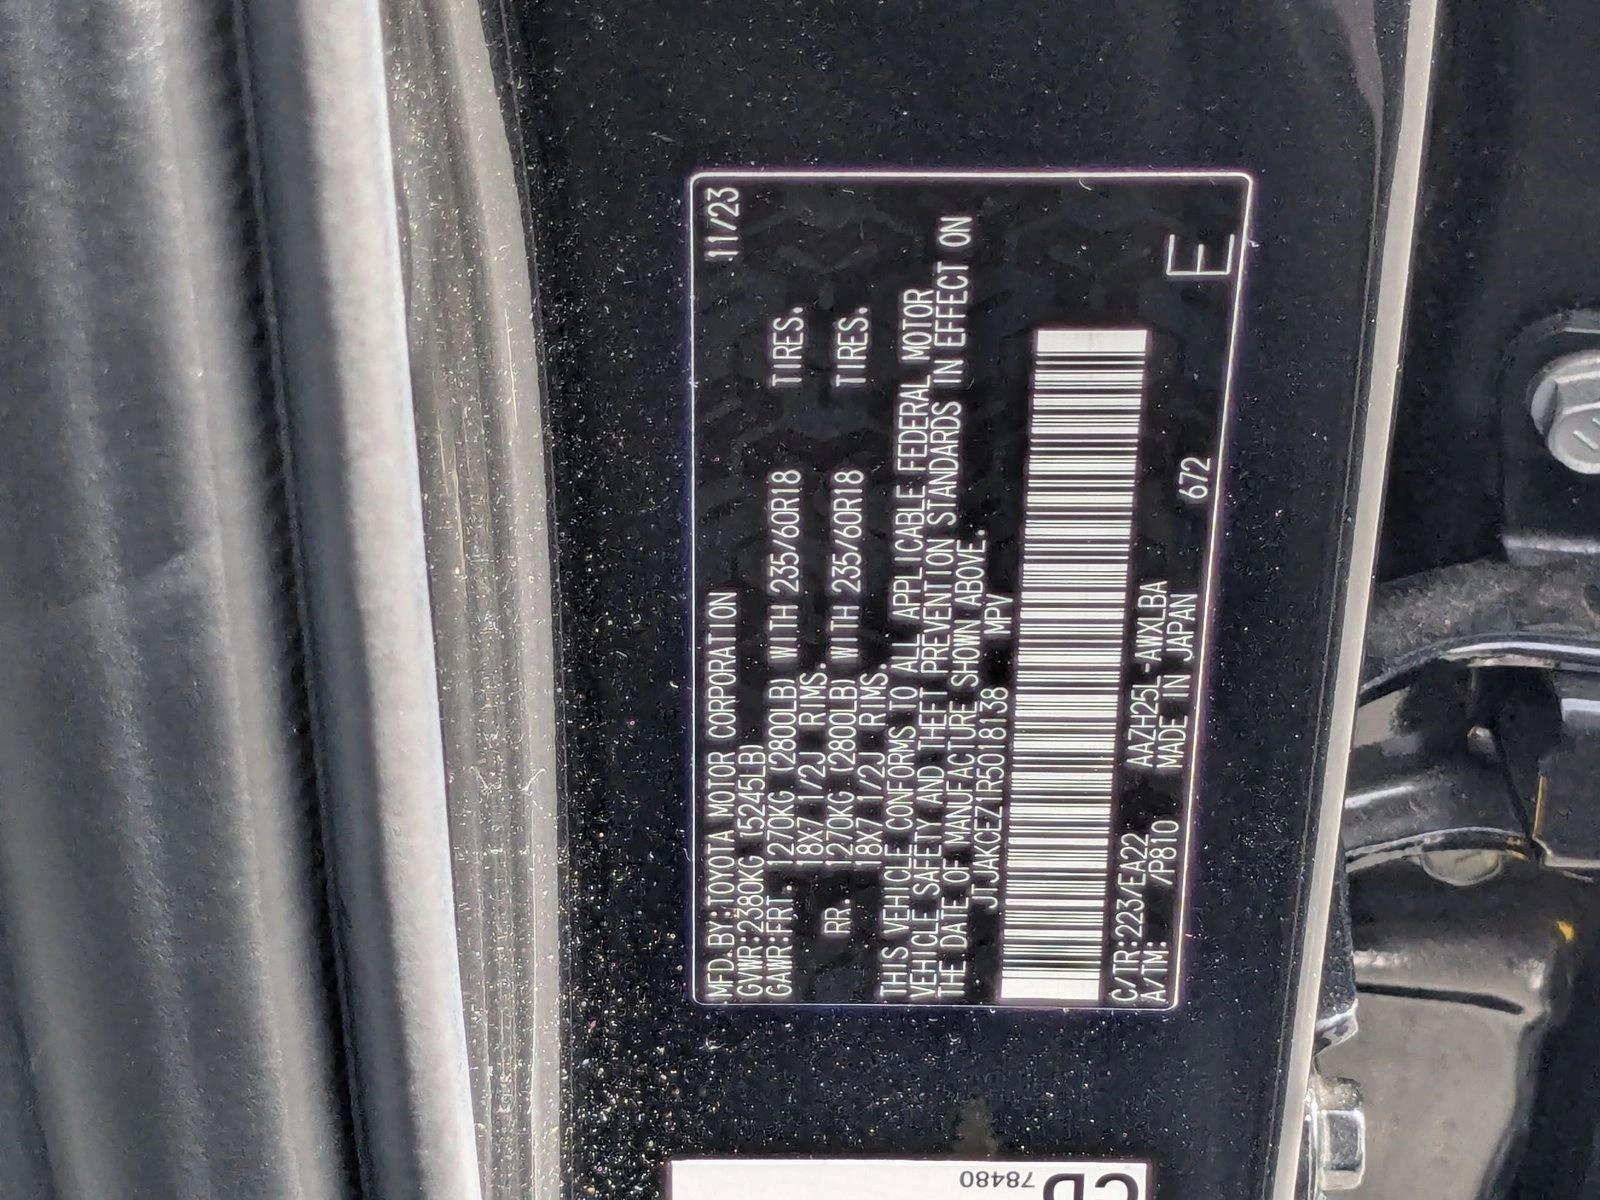 MFD.BY:TOYOTA MOTOR CORPORATION 11/23
GVWR:2380KG (5245LB)
GAWR:FRT. 1270KG (2800LB) WITH 235/60R18 TIRES.
18X7 1/2J RIMS.
RR. 1270KG (2800LB) WITH 235/60R18 TIRES.
18X7 1/2J RIMS.
THIS VEHICLE CONFORMS TO ALL APPLICABLE FEDERAL MOTOR
VEHICLE SAFETY AND THEFT PREVENTION STANDARDS IN EFFECT ON
THE DATE OF MANUFACTURE SHOWN ABOVE.
JTJAKCEZ1R5018138 MPV
C/TR:223/EA22 AAZH25L-AWXLBA
A/TM: /P810 MADE IN JAPAN 672
E
78480